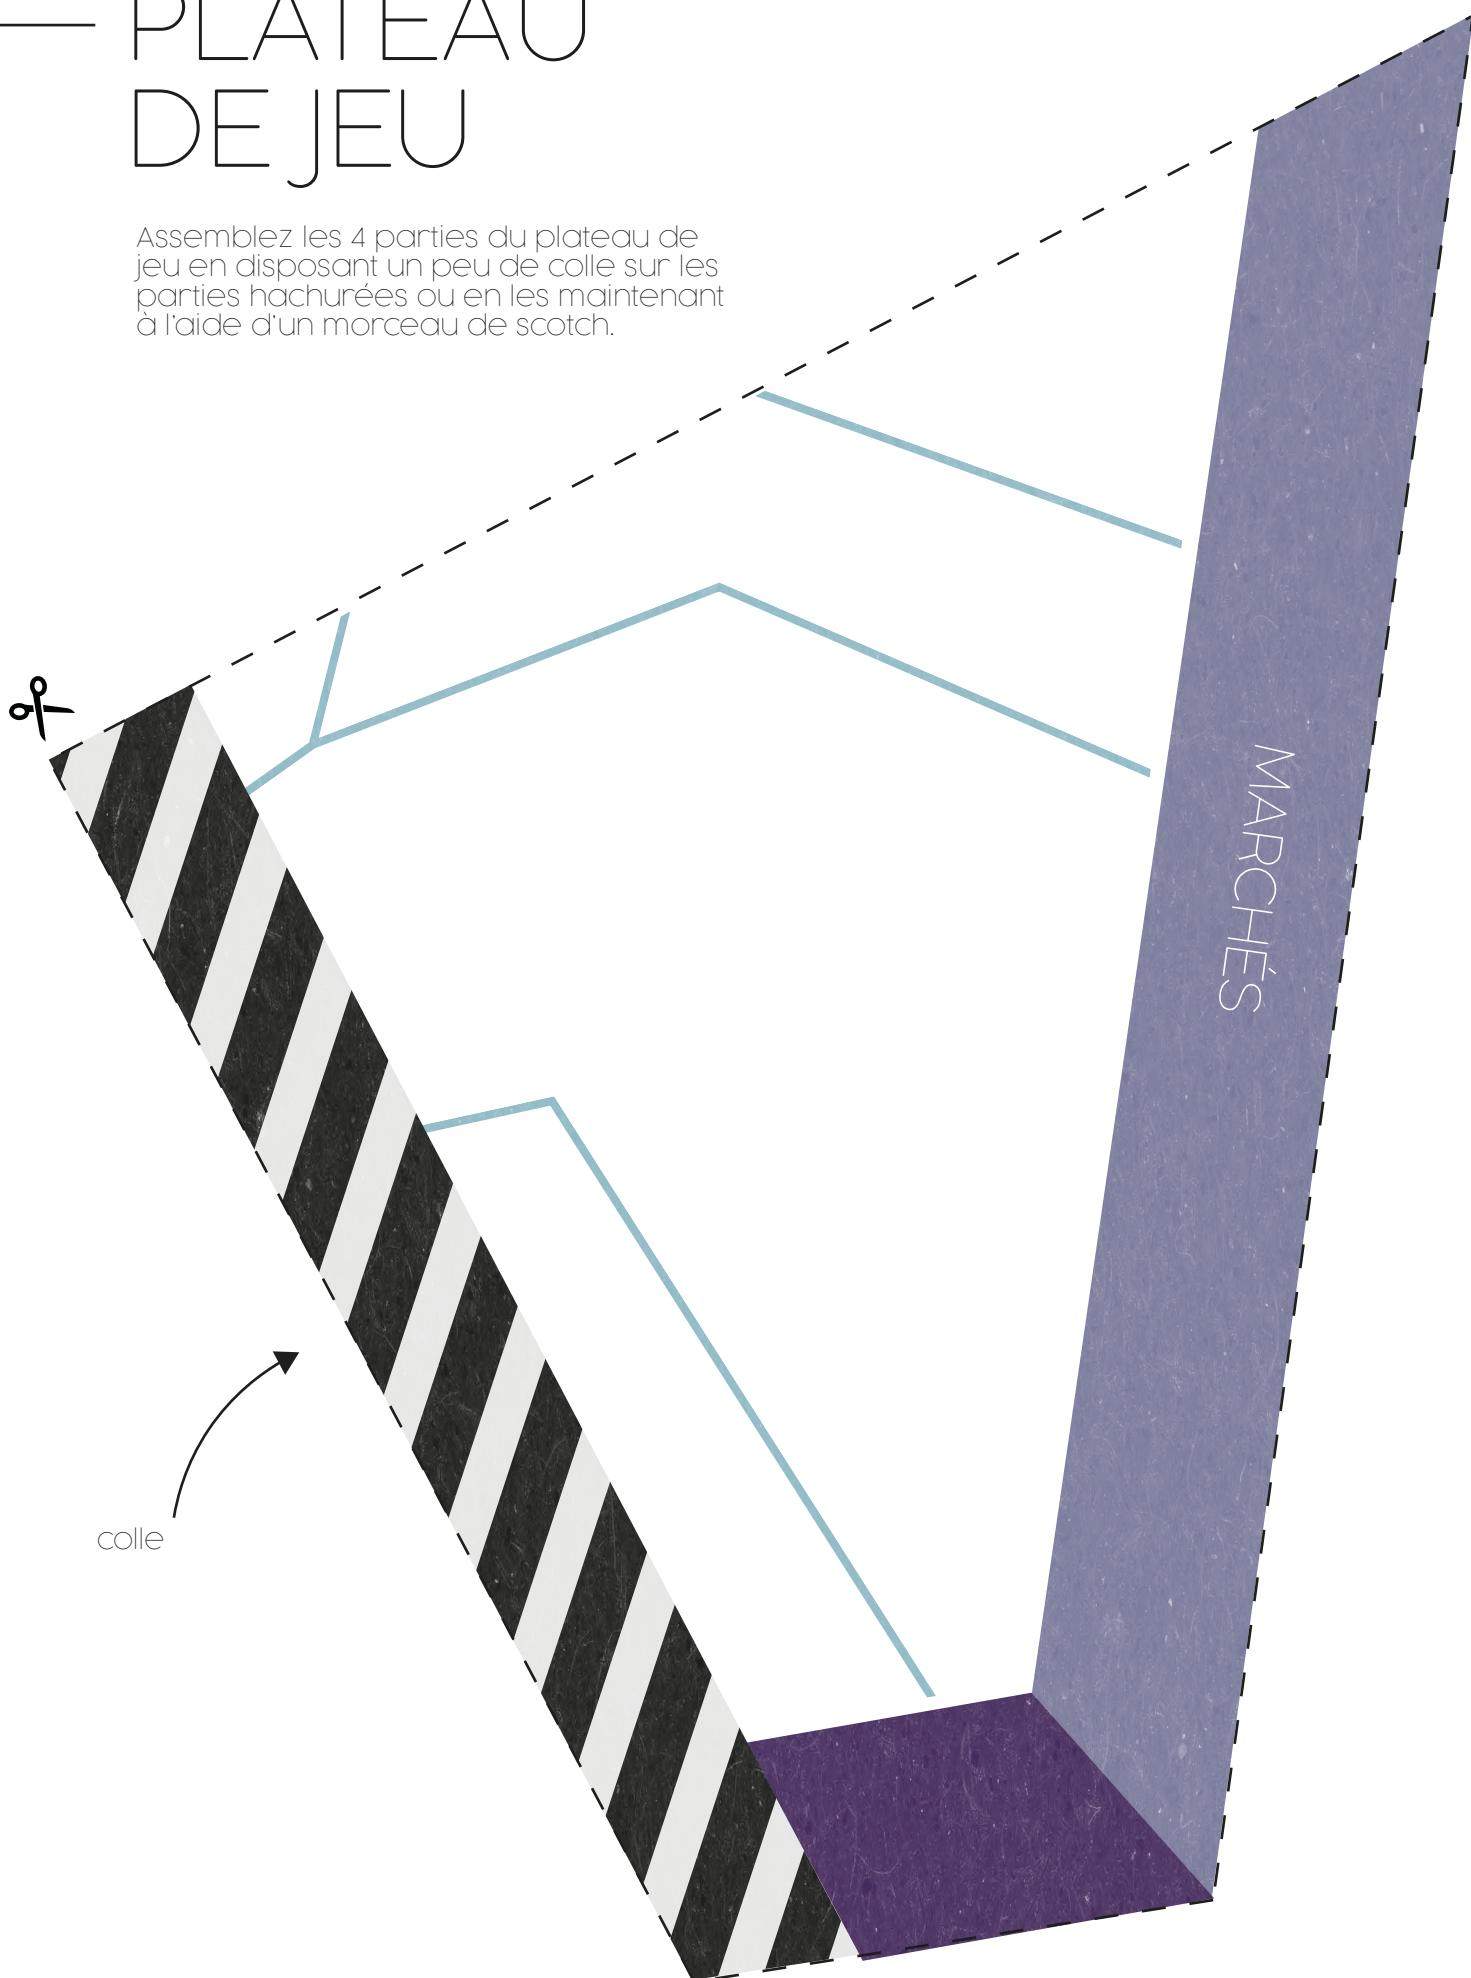 PLATEAU
DE JEU
Assemblez les 4 parties du plateau de
jeu en disposant un peu de colle sur les
parties hachurées ou en les maintenant
à l'aide d'un morceau de scotch.
MARCHÉS
colle